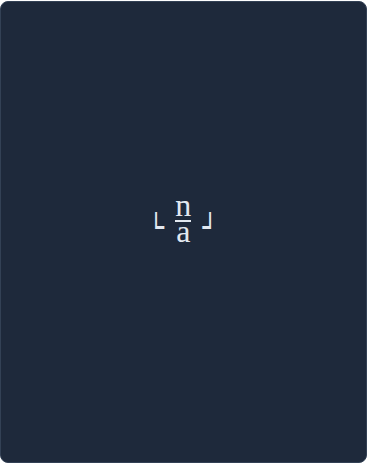 ⌊ n/a ⌋